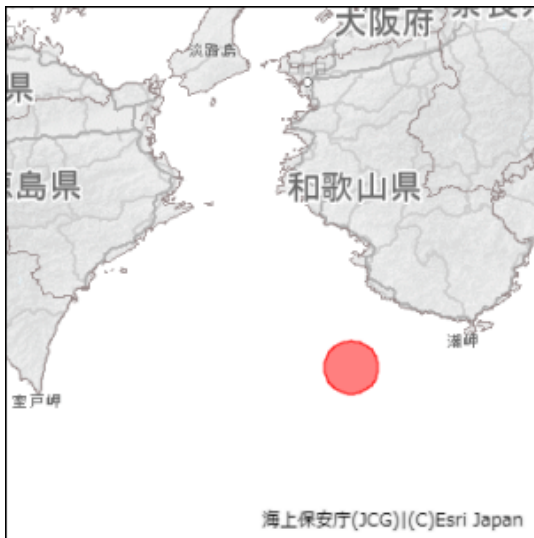 大阪府
淡路島
県
島県
和歌山県
潮岬
室戸岬
海上保安庁(JCG)|(C)Esri Japan